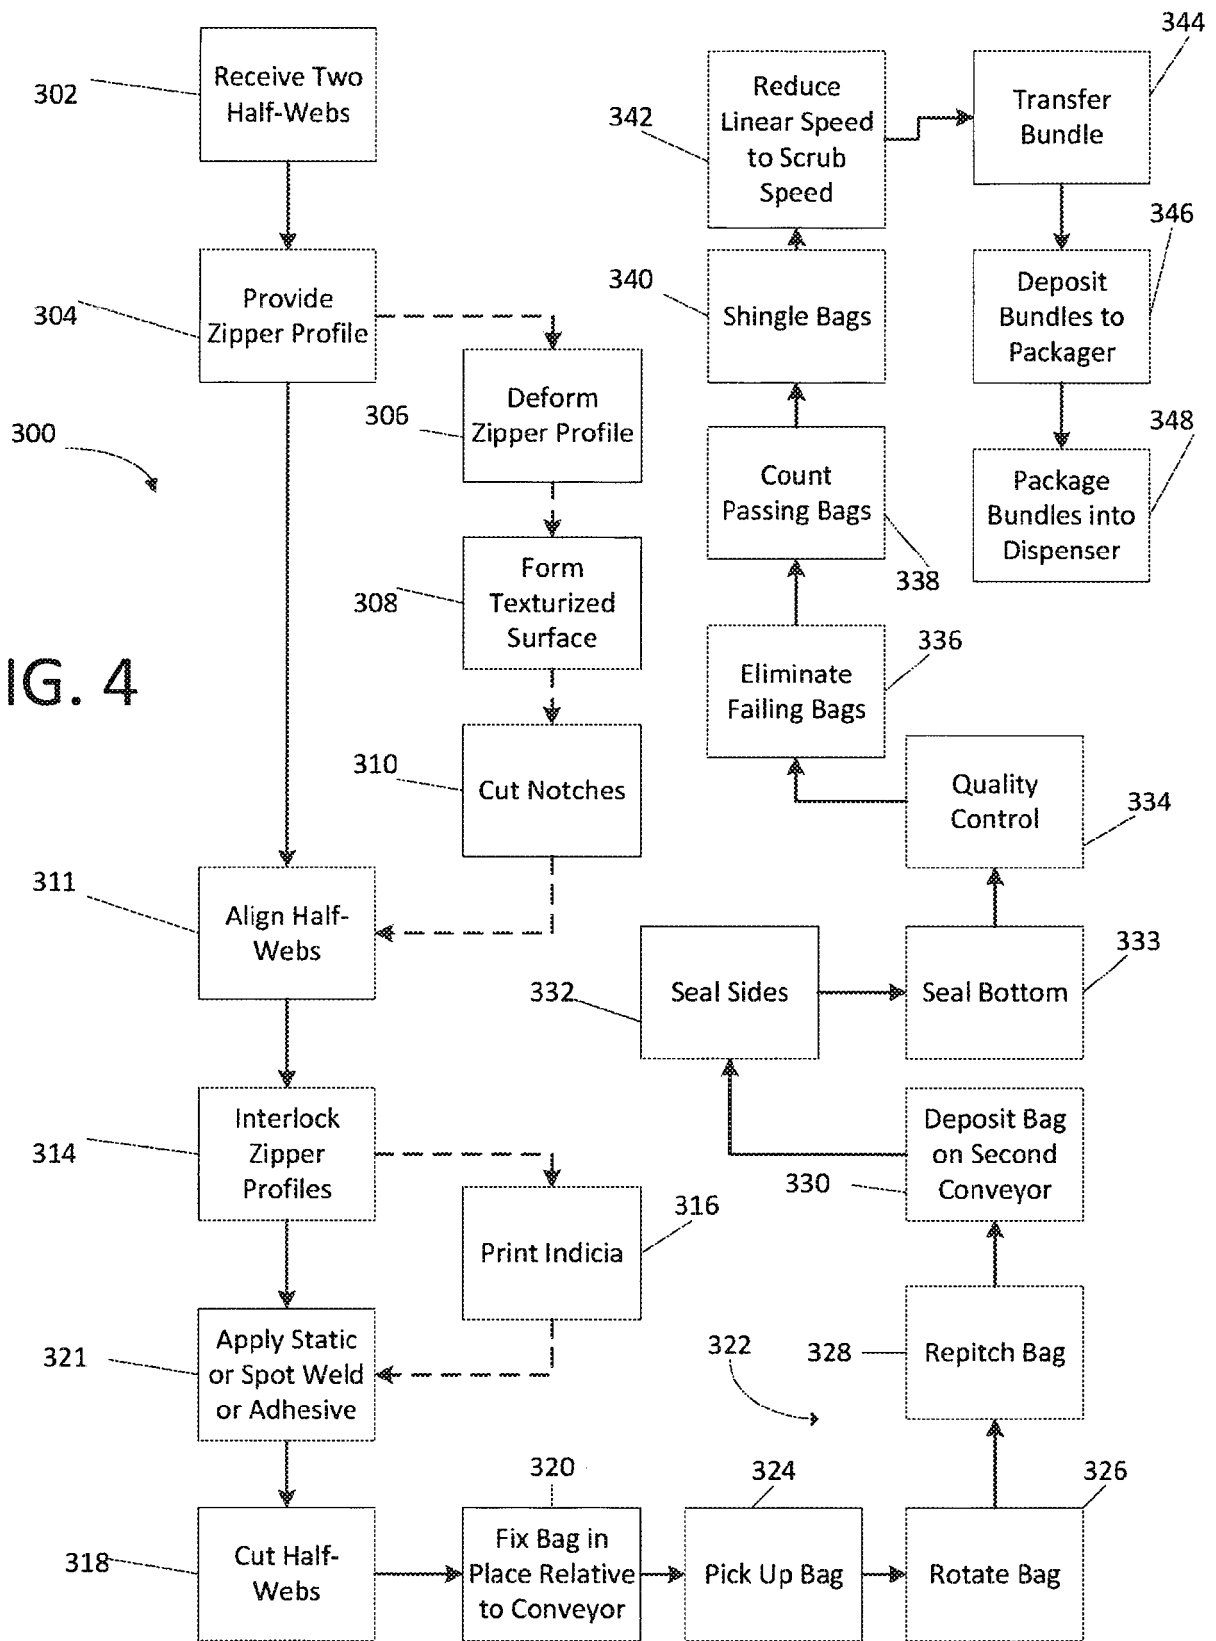 302
Receive Two
Half-Webs
304
Provide
Zipper Profile
300
306
Deform
Zipper Profile
308
Form
Texturized
Surface
IG. 4
310
Cut Notches
311
Align Half-
Webs
314
Interlock
Zipper
Profiles
316
Print Indicia
321
Apply Static
or Spot Weld
or Adhesive
318
Cut Half-
Webs
320
Fix Bag in
Place Relative
to Conveyor
324
Pick Up Bag
326
Rotate Bag
322
328
Repitch Bag
330
Deposit Bag
on Second
Conveyor
332
Seal Sides
333
Seal Bottom
334
Quality
Control
336
Eliminate
Failing Bags
338
Count
Passing Bags
340
Shingle Bags
342
Reduce
Linear Speed
to Scrub
Speed
344
Transfer
Bundle
346
Deposit
Bundles to
Packager
348
Package
Bundles into
Dispenser